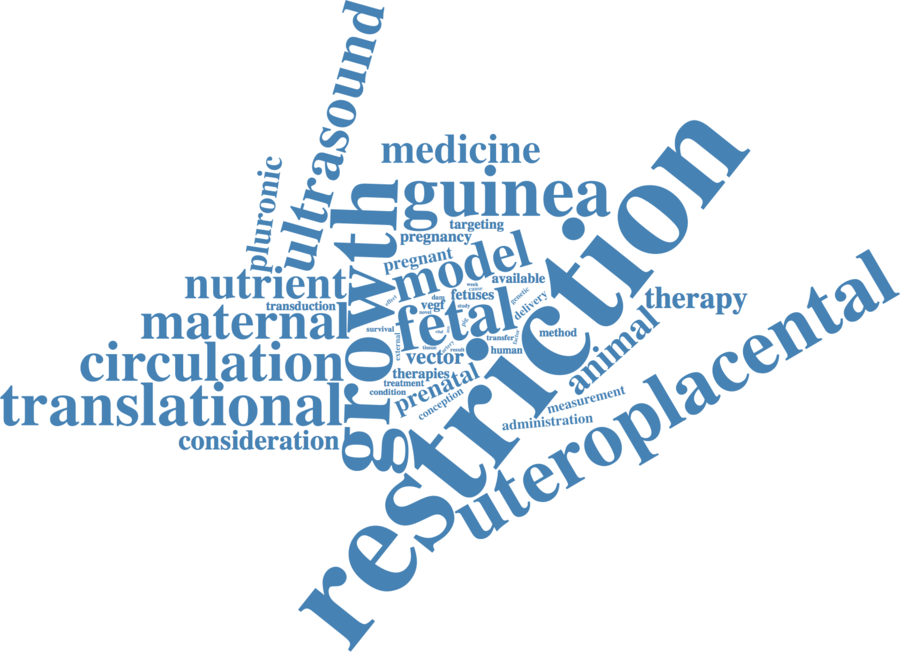 ultrasound
medicine
pluronic
guinea
growth
targeting
pregnancy
pregnant
model
nutrient
available
transduction
maternal
effect
dam
week
cause
fetuses
vegf
novel
study
genetic
delivery
therapy
fetal
survival
restriction
animal
circulation
external
vector
transfer
method
human
result
pig
tissue
therapies
treatment
condition
prenatal
conception
translational
consideration
measurement
administration
uteroplacental